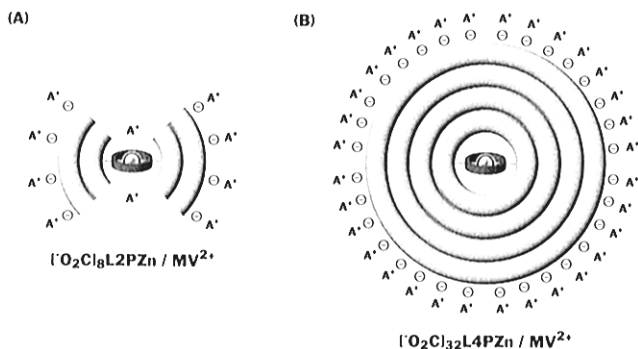 (A)
A⁺ ⊖ ⊖ A⁺
A⁺
A⁺ ⊖ ⊖ A⁺
A⁺ ⊖ ⊖ A⁺
A⁺
A⁺ ⊖ ⊖ A⁺
[⁻O₂C]₈L2PZn / MV²⁺
(B)
A⁺ A⁺ A⁺ A⁺ A⁺ A⁺ A⁺ A⁺ A⁺ A⁺ A⁺ A⁺ A⁺ A⁺ A⁺ A⁺ A⁺ A⁺ A⁺ A⁺ A⁺ A⁺ A⁺ A⁺ A⁺ A⁺ A⁺ A⁺ A⁺ A⁺ A⁺ A⁺
[⁻O₂C]₃₂L4PZn / MV²⁺